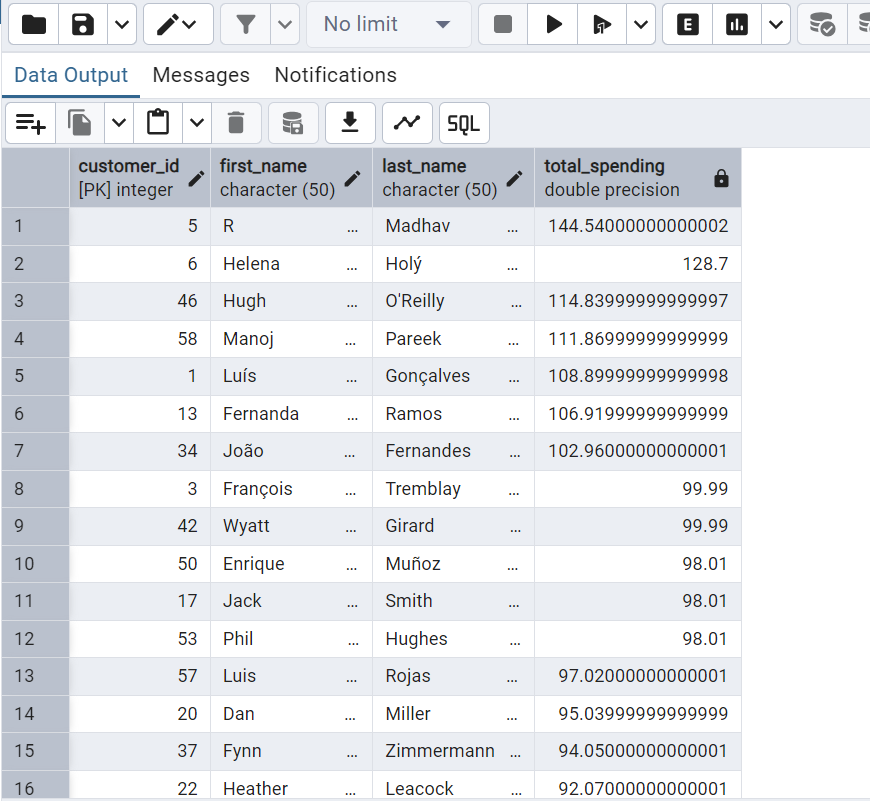 No limit
E
Data Output Messages Notifications
SQL
customer_id first_name last_name total_spending
[PK] integer character (50) character (50) double precision
1 5 R ... Madhav ... 144.54000000000002
2 6 Helena ... Holý ... 128.7
3 46 Hugh ... O'Reilly ... 114.83999999999997
4 58 Manoj ... Pareek ... 111.86999999999999
5 1 Luís ... Gonçalves ... 108.89999999999998
6 13 Fernanda ... Ramos ... 106.91999999999999
7 34 João ... Fernandes ... 102.96000000000001
8 3 François ... Tremblay ... 99.99
9 42 Wyatt ... Girard ... 99.99
10 50 Enrique ... Muñoz ... 98.01
11 17 Jack ... Smith ... 98.01
12 53 Phil ... Hughes ... 98.01
13 57 Luis ... Rojas ... 97.02000000000001
14 20 Dan ... Miller ... 95.03999999999999
15 37 Fynn ... Zimmermann ... 94.05000000000001
16 22 Heather ... Leacock ... 92.07000000000001